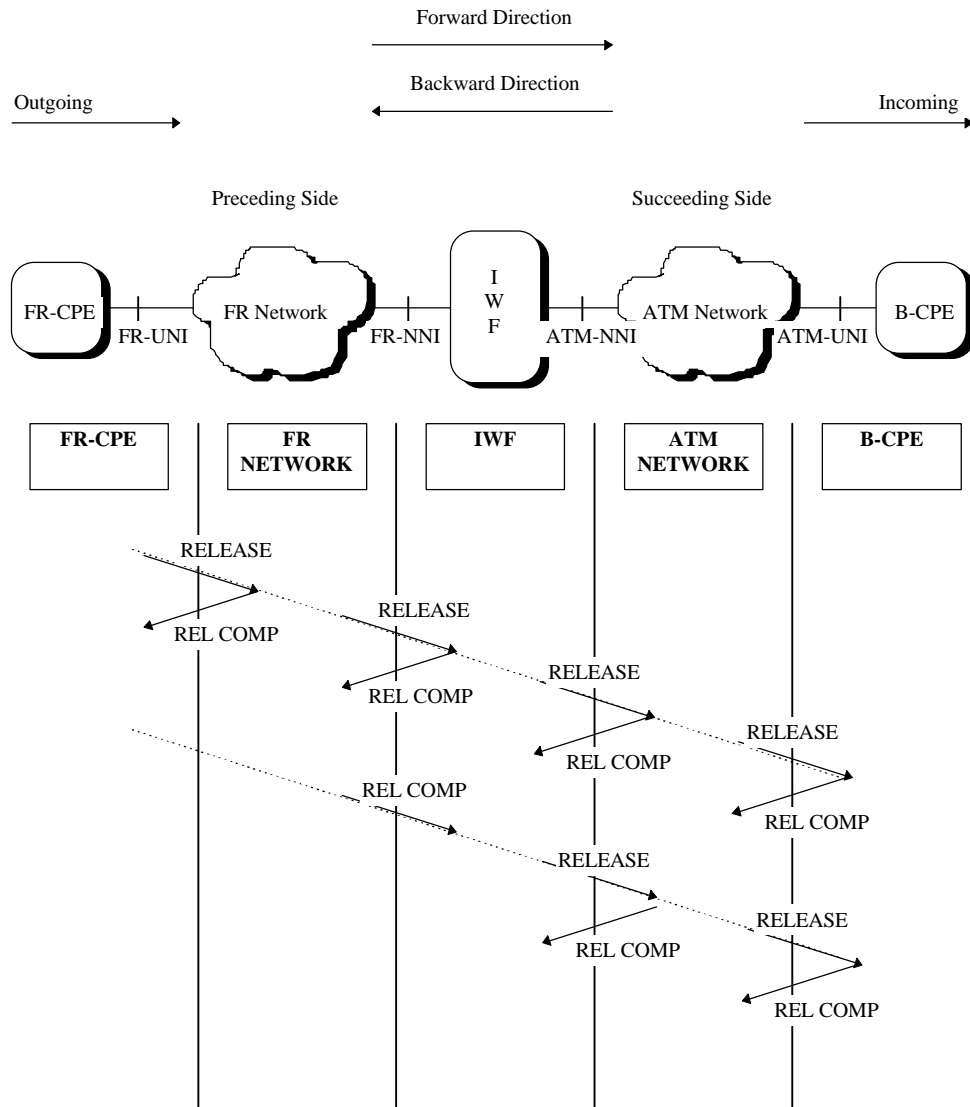 Forward Direction
Backward Direction
Outgoing
Incoming
Preceding Side
Succeeding Side
FR-CPE
FR-UNI
FR Network
FR-NNI
I
W
F
ATM-NNI
ATM Network
ATM-UNI
B-CPE
FR-CPE
FR
NETWORK
IWF
ATM
NETWORK
B-CPE
RELEASE
REL COMP
RELEASE
REL COMP
RELEASE
REL COMP
RELEASE
REL COMP
REL COMP
RELEASE
REL COMP
RELEASE
REL COMP